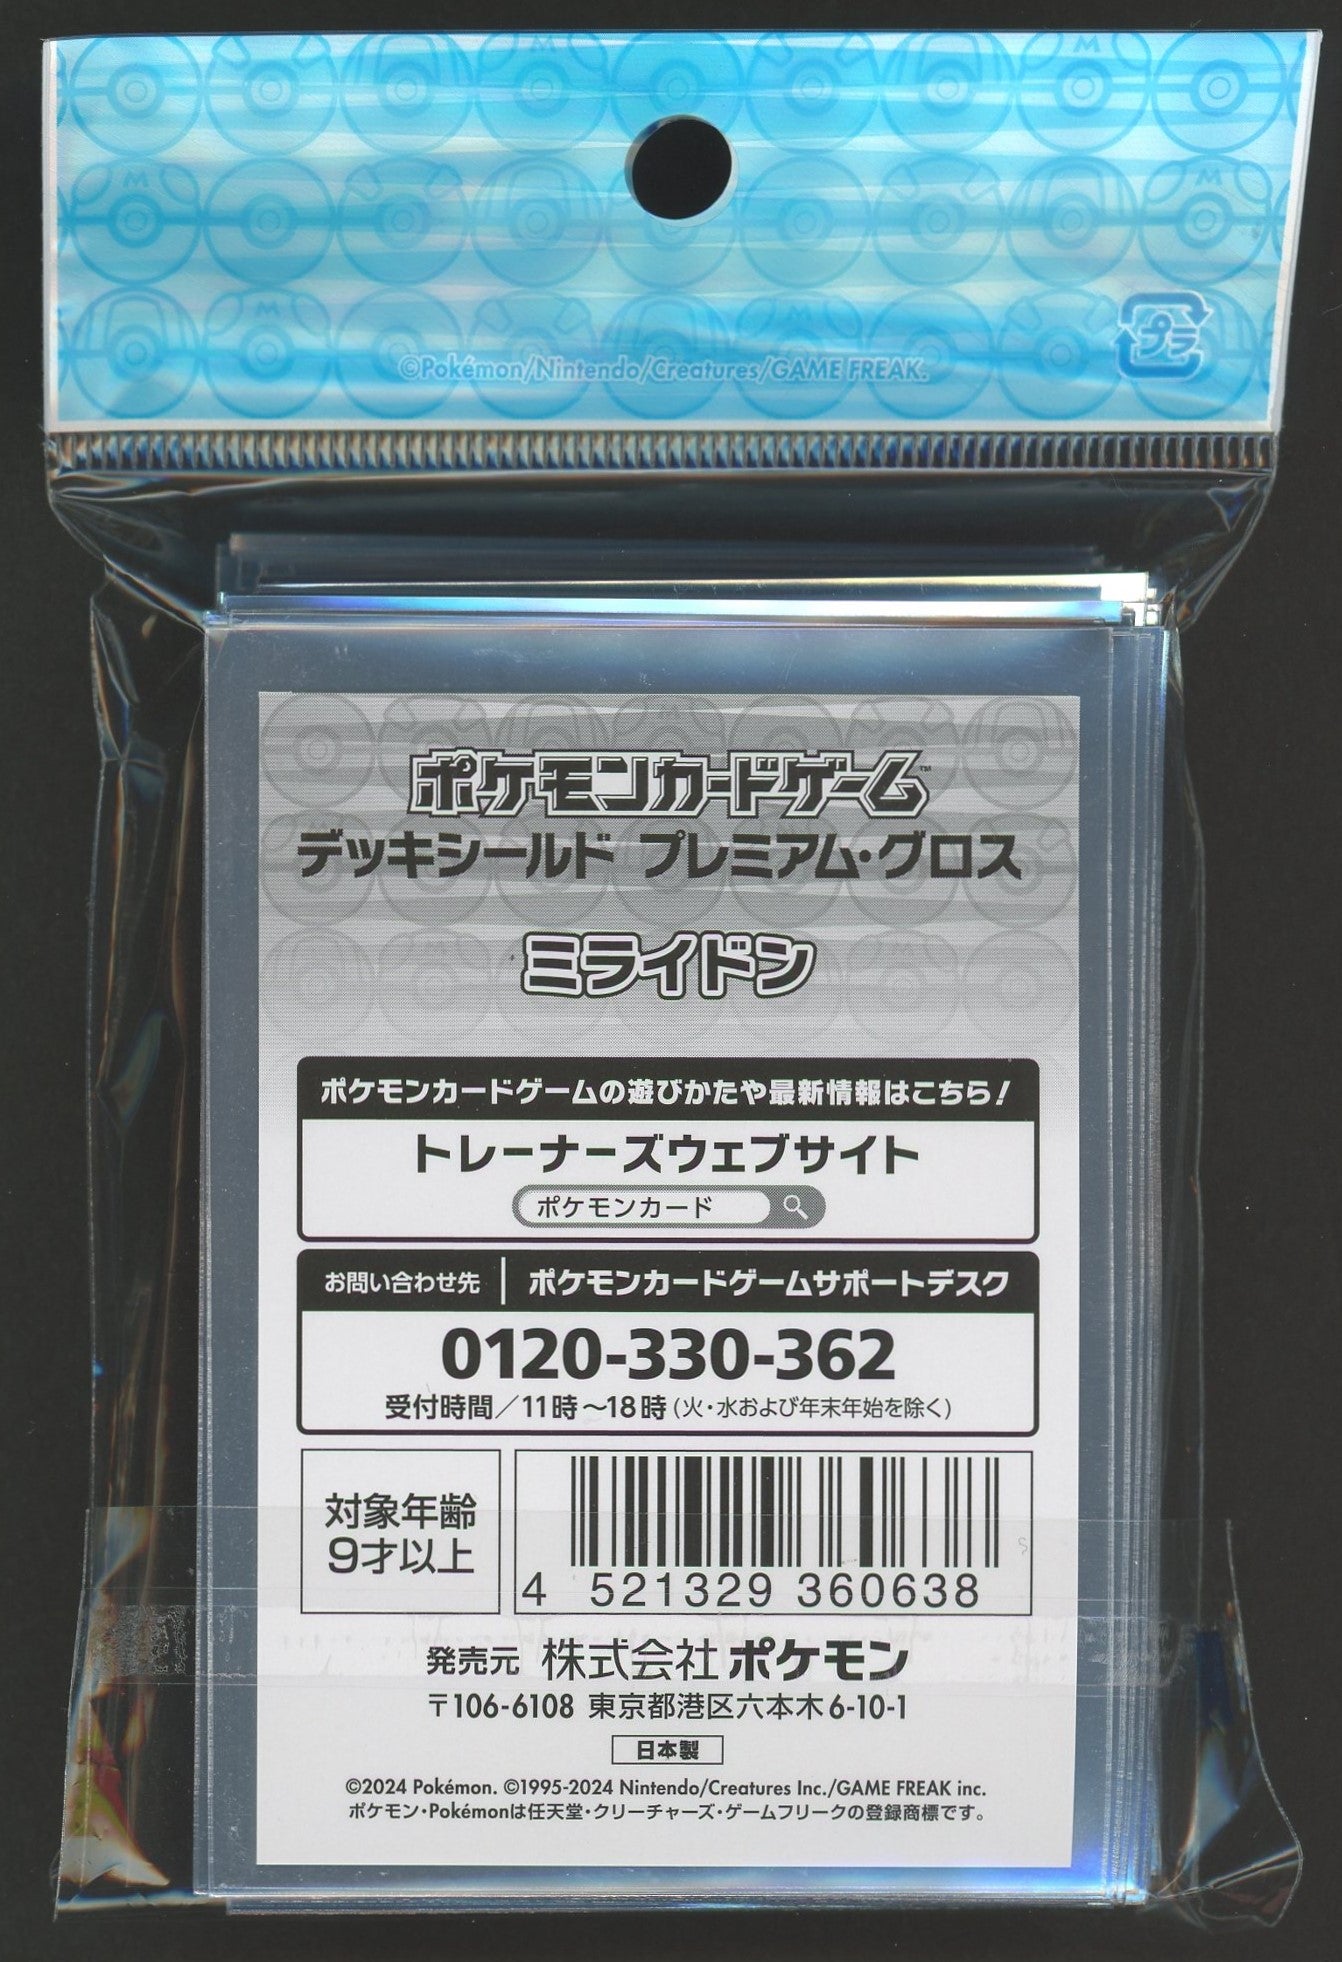 ©Pokémon/Nintendo/Creatures/GAME FREAK.
プラ
ポケモンカードゲーム™
デッキシールド プレミアム・グロス
ミライドン
ポケモンカードゲームの遊びかたや最新情報はこちら!
トレーナーズウェブサイト
ポケモンカード
お問い合わせ先 | ポケモンカードゲームサポートデスク
0120-330-362
受付時間/11時~18時(火・水および年末年始を除く)
対象年齢
9才以上
4 521329 360638
発売元 株式会社ポケモン
〒106-6108 東京都港区六本木6-10-1
日本製
©2024 Pokémon. ©1995-2024 Nintendo/Creatures Inc./GAME FREAK inc.
ポケモン・Pokémonは任天堂・クリーチャーズ・ゲームフリークの登録商標です。